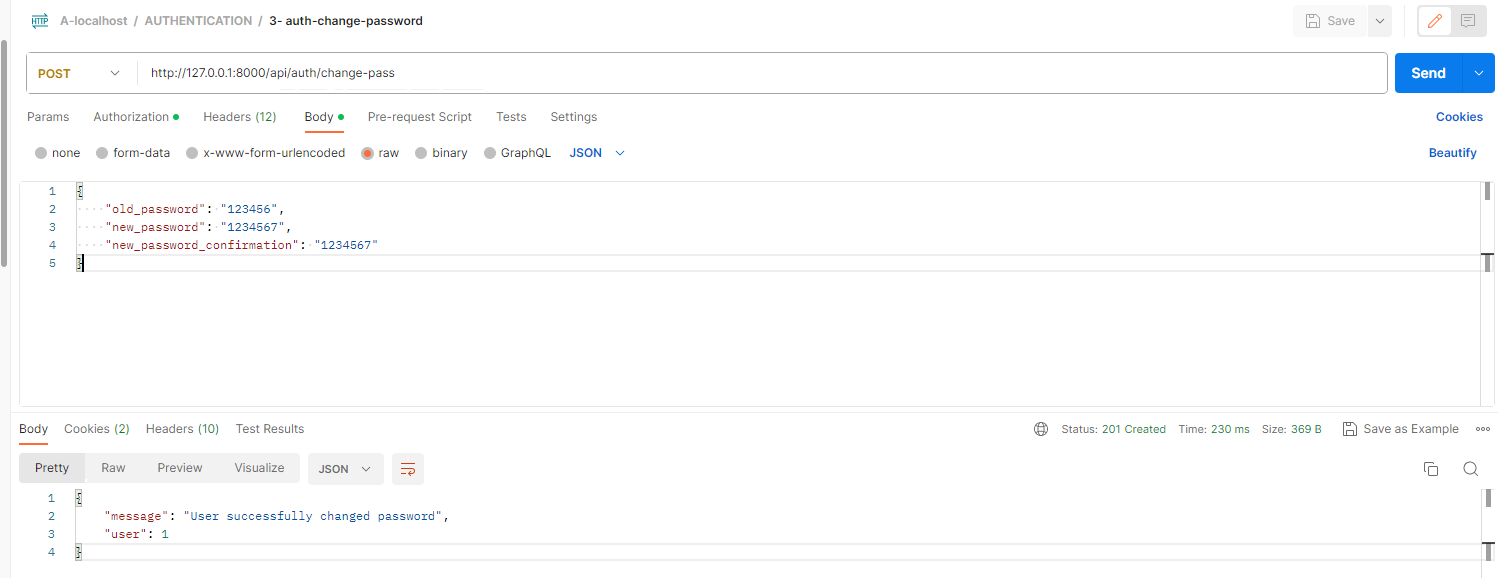 HTTP A-localhost / AUTHENTICATION / 3- auth-change-password Save
POST http://127.0.0.1:8000/api/auth/change-pass Send
Params Authorization Headers (12) Body Pre-request Script Tests Settings Cookies
none form-data x-www-form-urlencoded raw binary GraphQL JSON Beautify
1 {
2 "old_password": "123456",
3 "new_password": "1234567",
4 "new_password_confirmation": "1234567"
5 }
Body Cookies (2) Headers (10) Test Results Status: 201 Created Time: 230 ms Size: 369 B Save as Example
Pretty Raw Preview Visualize JSON
1 {
2 "message": "User successfully changed password",
3 "user": 1
4 }